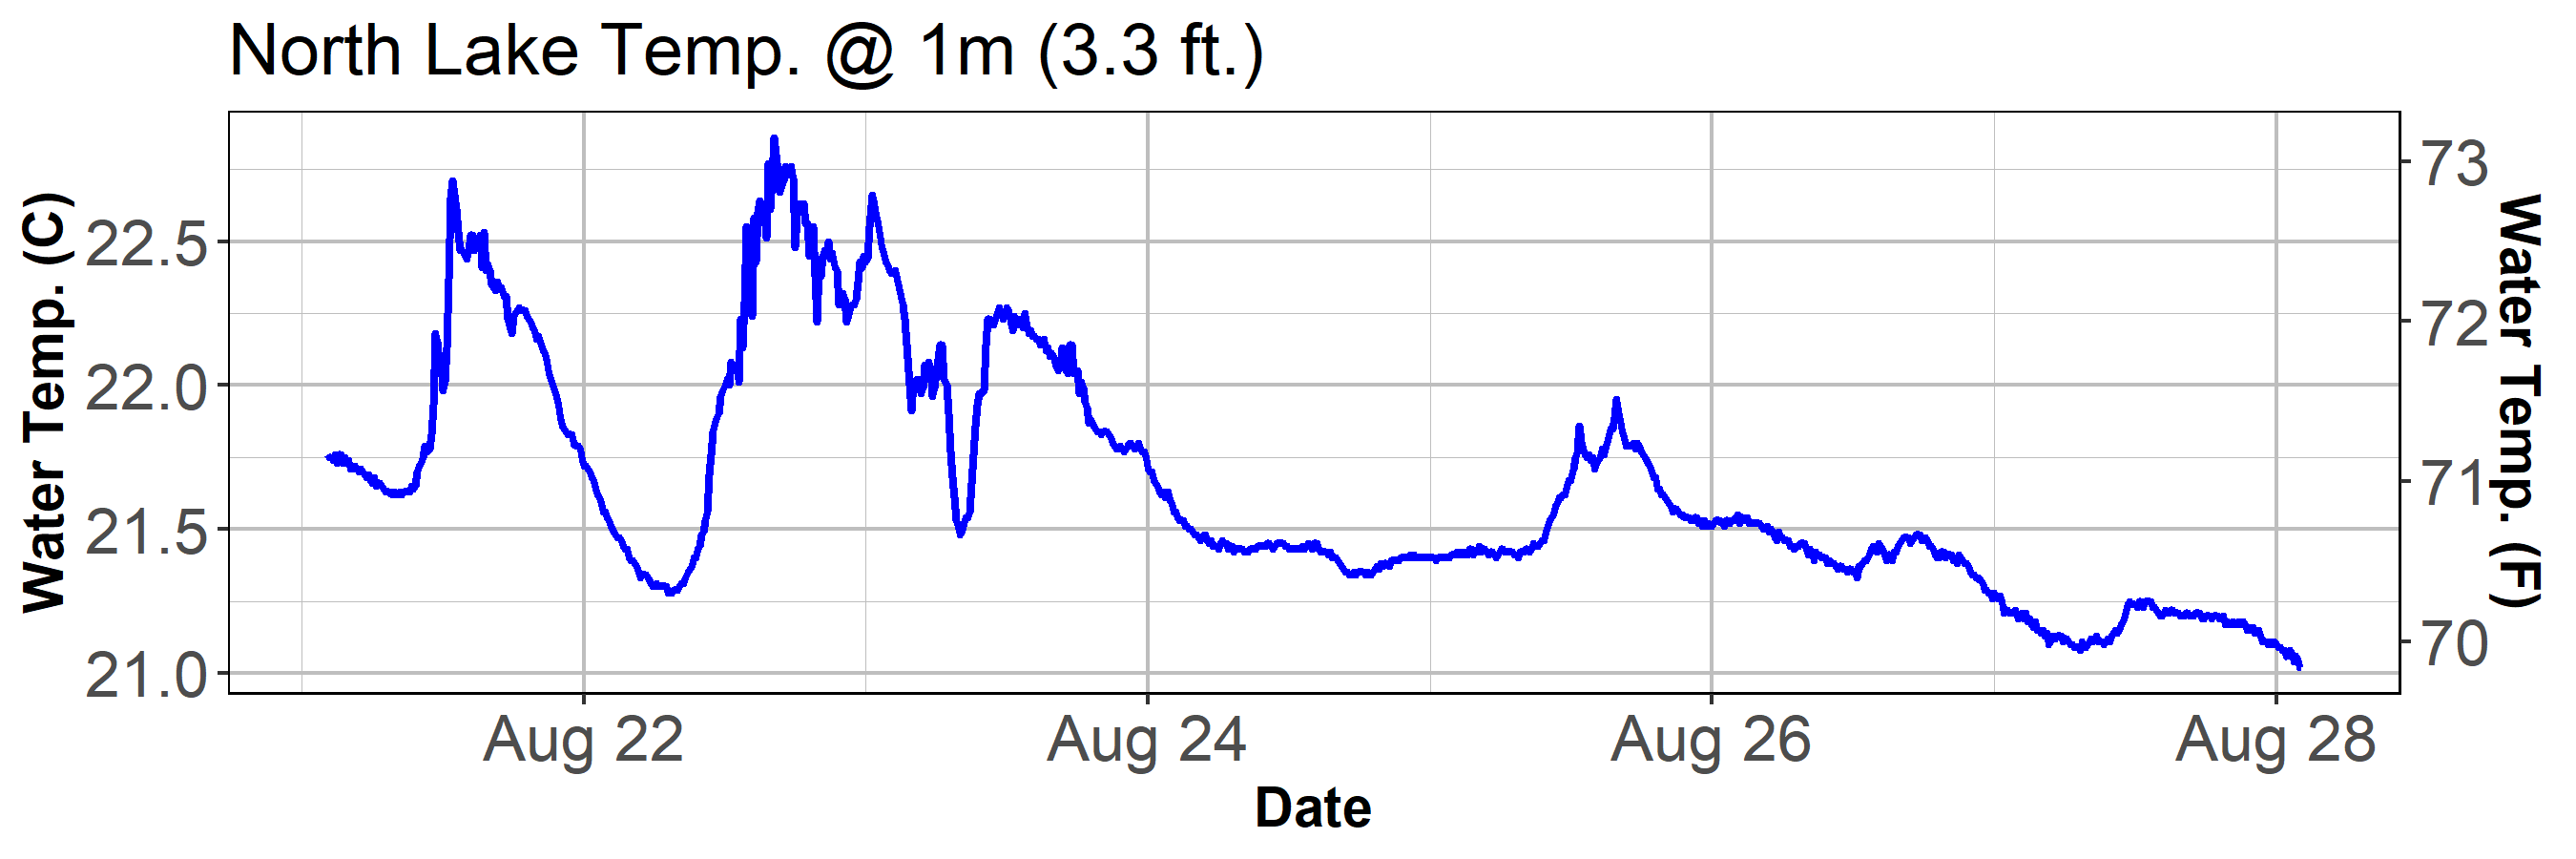 North Lake Temp. @ 1m (3.3 ft.)
Water Temp. (C)
22.5
22.0
21.5
21.0
73
72
71
70
Water Temp. (F)
Aug 22
Aug 24
Aug 26
Aug 28
Date